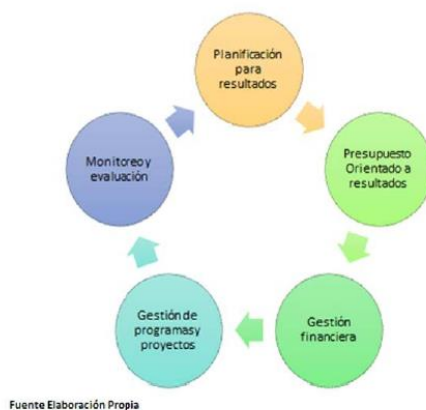 Planificación
para
resultados
Presupuesto
Orientado a
resultados
Gestión
financiera
Gestión de
programas y
proyectos
Monitoreo y
evaluación
Fuente Elaboración Propia